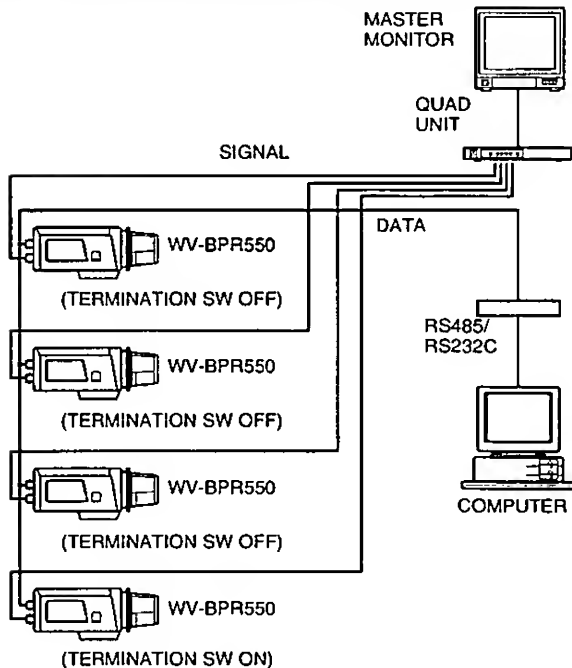 MASTER
MONITOR
QUAD
UNIT
SIGNAL
DATA
WV-BPR550
(TERMINATION SW OFF)
RS485/
RS232C
WV-BPR550
(TERMINATION SW OFF)
COMPUTER
WV-BPR550
(TERMINATION SW OFF)
WV-BPR550
(TERMINATION SW ON)